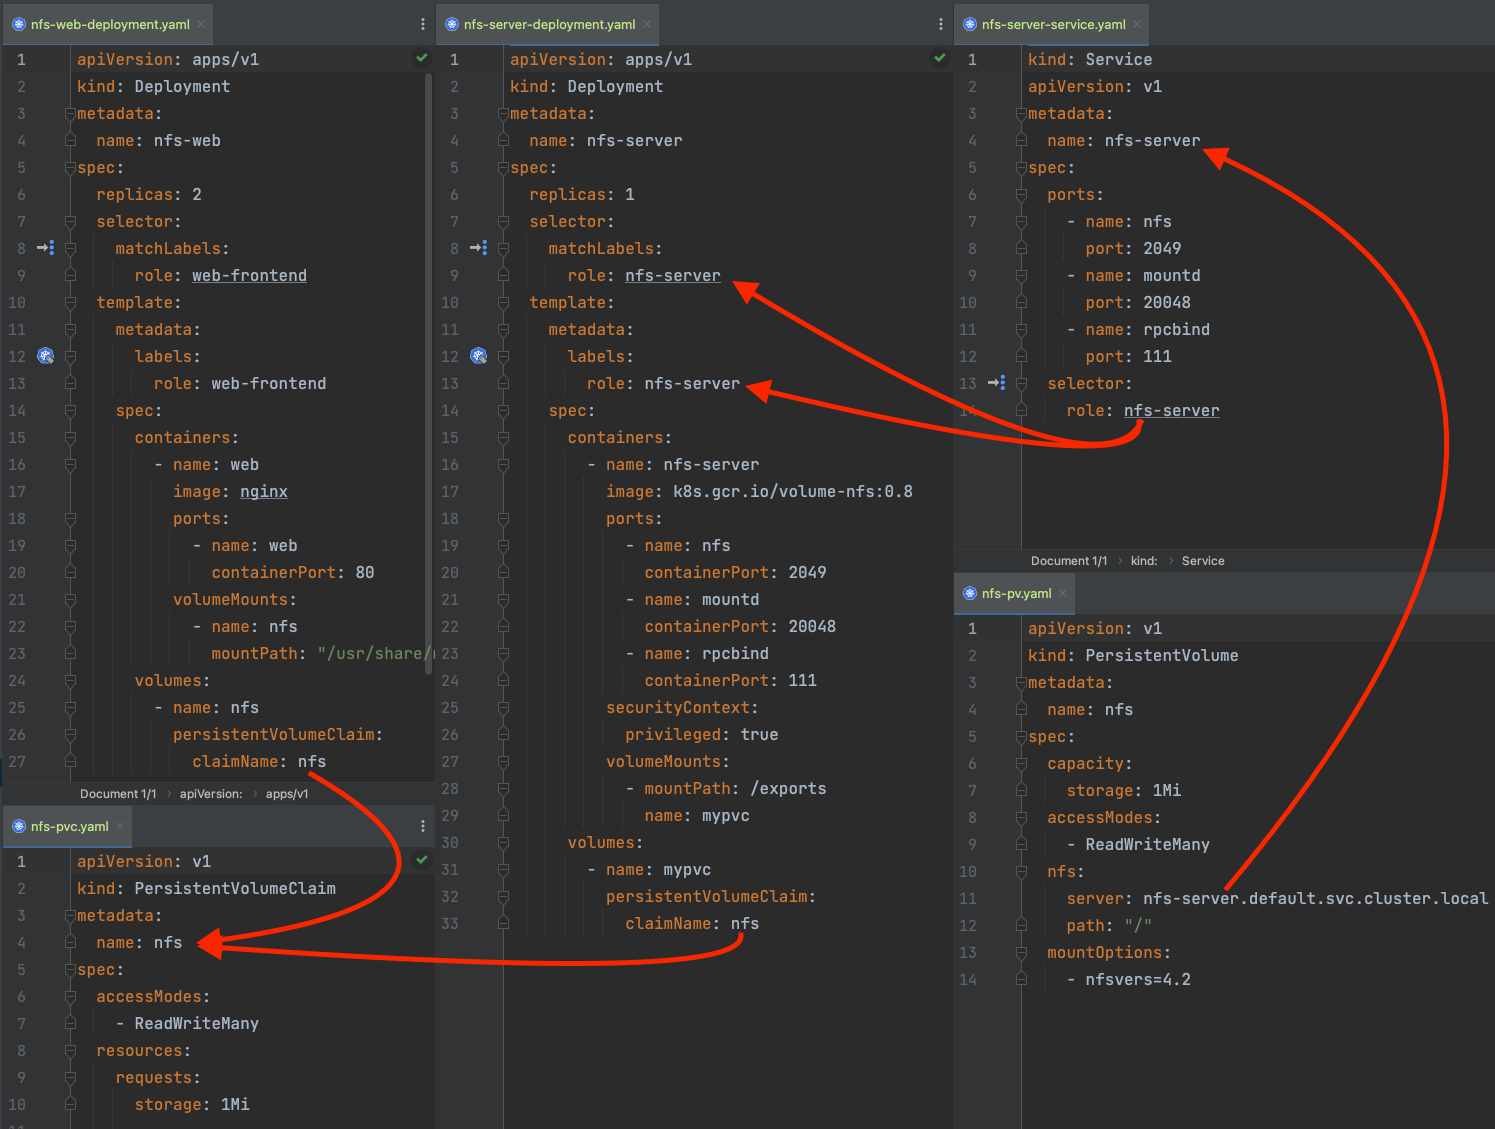 nfs-web-deployment.yaml
1 apiVersion: apps/v1
2 kind: Deployment
3 metadata:
4 name: nfs-web
5 spec:
6 replicas: 2
7 selector:
8 matchLabels:
9 role: web-frontend
10 template:
11 metadata:
12 labels:
13 role: web-frontend
14 spec:
15 containers:
16 - name: web
17 image: nginx
18 ports:
19 - name: web
20 containerPort: 80
21 volumeMounts:
22 - name: nfs
23 mountPath: "/usr/share/
24 volumes:
25 - name: nfs
26 persistentVolumeClaim:
27 claimName: nfs
Document 1/1 › apiVersion: › apps/v1
nfs-pvc.yaml
1 apiVersion: v1
2 kind: PersistentVolumeClaim
3 metadata:
4 name: nfs
5 spec:
6 accessModes:
7 - ReadWriteMany
8 resources:
9 requests:
10 storage: 1Mi
nfs-server-deployment.yaml
1 apiVersion: apps/v1
2 kind: Deployment
3 metadata:
4 name: nfs-server
5 spec:
6 replicas: 1
7 selector:
8 matchLabels:
9 role: nfs-server
10 template:
11 metadata:
12 labels:
13 role: nfs-server
14 spec:
15 containers:
16 - name: nfs-server
17 image: k8s.gcr.io/volume-nfs:0.8
18 ports:
19 - name: nfs
20 containerPort: 2049
21 - name: mountd
22 containerPort: 20048
23 - name: rpcbind
24 containerPort: 111
25 securityContext:
26 privileged: true
27 volumeMounts:
28 - mountPath: /exports
29 name: mypvc
30 volumes:
31 - name: mypvc
32 persistentVolumeClaim:
33 claimName: nfs
nfs-server-service.yaml
1 kind: Service
2 apiVersion: v1
3 metadata:
4 name: nfs-server
5 spec:
6 ports:
7 - name: nfs
8 port: 2049
9 - name: mountd
10 port: 20048
11 - name: rpcbind
12 port: 111
13 selector:
14 role: nfs-server
Document 1/1 › kind: › Service
nfs-pv.yaml
1 apiVersion: v1
2 kind: PersistentVolume
3 metadata:
4 name: nfs
5 spec:
6 capacity:
7 storage: 1Mi
8 accessModes:
9 - ReadWriteMany
10 nfs:
11 server: nfs-server.default.svc.cluster.local
12 path: "/"
13 mountOptions:
14 - nfsvers=4.2